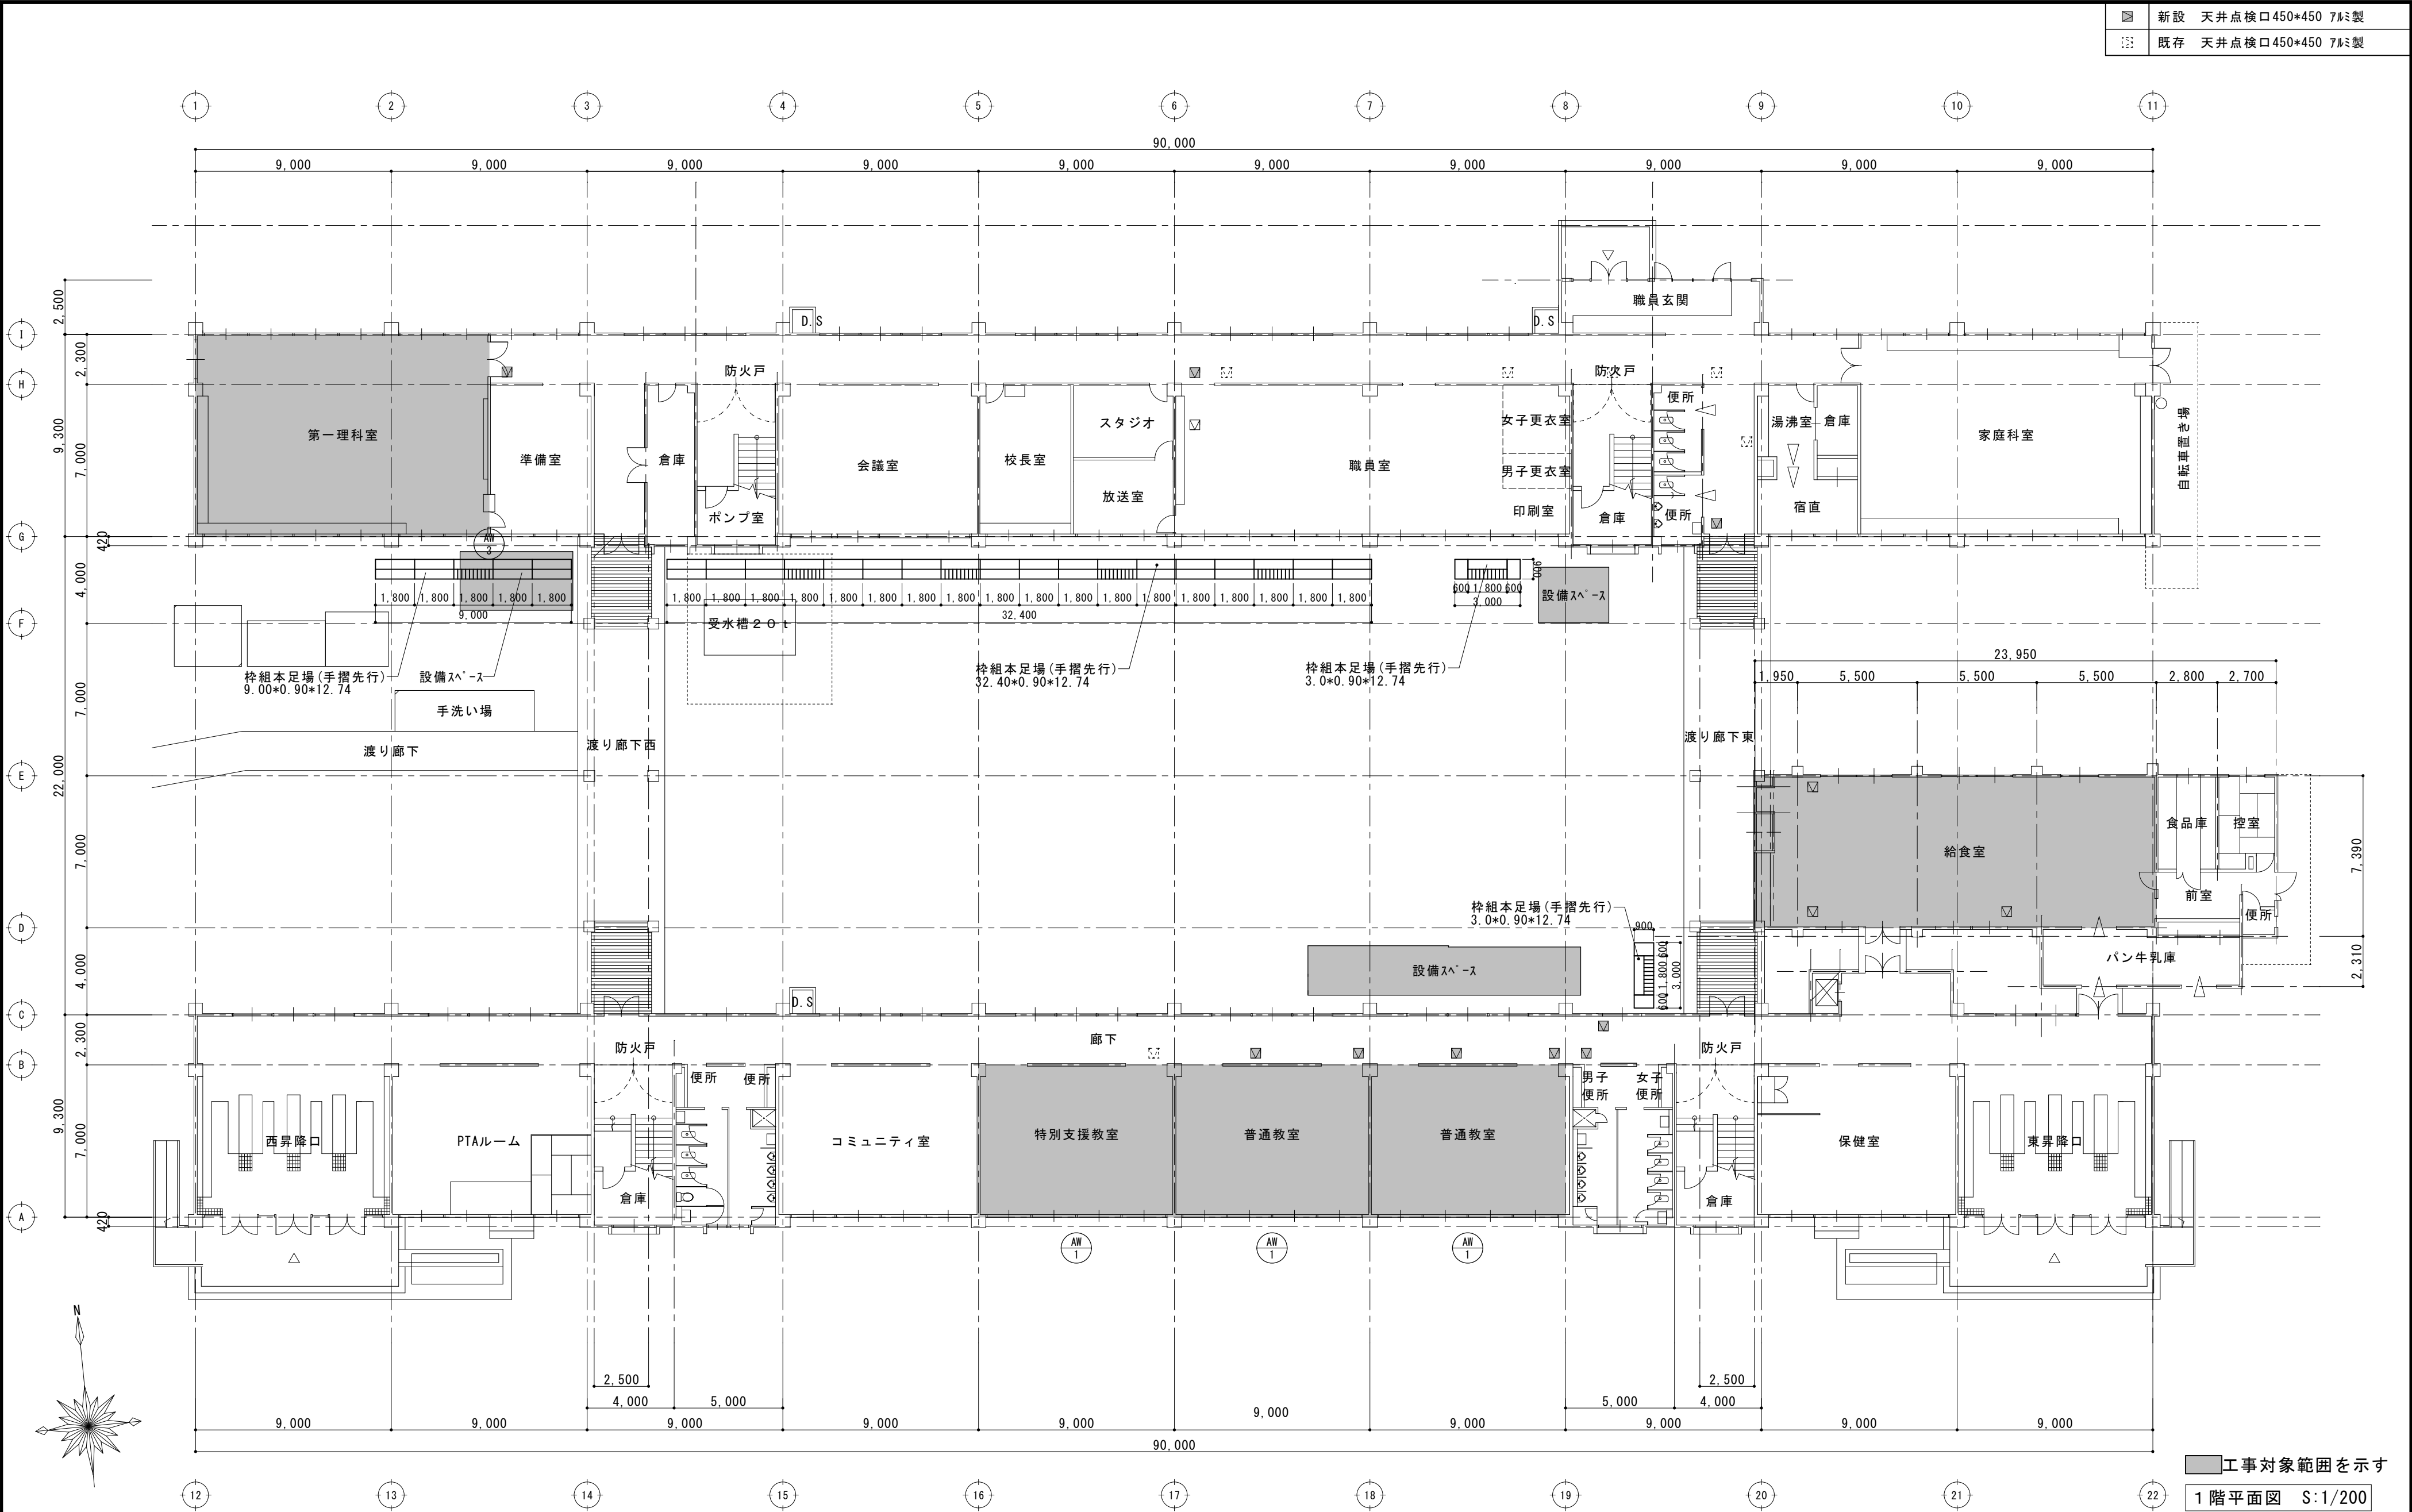 新設 天井点検口450*450 アルミ製
既存 天井点検口450*450 アルミ製
1 2 3 4 5 6 7 8 9 10 11
90,000
9,000 9,000 9,000 9,000 9,000 9,000 9,000 9,000 9,000 9,000
2,500
職員玄関
D.S
D.S
I
2,300
防火戸
防火戸
H
便所
女子更衣室
スタジオ
湯沸室
倉庫
自転車置き場
9,300
第一理科室
家庭科室
7,000
準備室
倉庫
会議室
校長室
職員室
男子更衣室
放送室
ポンプ室
印刷室
倉庫
便所
宿直
G
420
AW
3
4,000
900
1,800 1,800 1,800 1,800 1,800
9,000
1,800 1,800 1,800 1,800 1,800 1,800 1,800 1,800 1,800 1,800 1,800 1,800 1,800 1,800 1,800 1,800 1,800 1,800
32,400
600 1,800 600
3,000
設備スペース
F
受水槽20t
枠組本足場(手摺先行)
9.00*0.90*12.74
設備スペース
枠組本足場(手摺先行)
32.40*0.90*12.74
枠組本足場(手摺先行)
3.0*0.90*12.74
23,950
1,950 5,500 5,500 5,500 2,800 2,700
7,000
手洗い場
渡り廊下
渡り廊下西
渡り廊下東
E
22,000
7,000
食品庫
控室
給食室
7,390
前室
便所
枠組本足場(手摺先行)
3.0*0.90*12.74
900
D
4,000
設備スペース
600 1,800 600
3,000
パン牛乳庫
2,310
D.S
C
2,300
廊下
防火戸
防火戸
B
便所
便所
男子
便所
女子
便所
9,300
7,000
西昇降口
PTAルーム
コミュニティ室
特別支援教室
普通教室
普通教室
保健室
東昇降口
倉庫
倉庫
A
420
AW
1
AW
1
AW
1
N
2,500
2,500
4,000 5,000
5,000 4,000
9,000 9,000 9,000 9,000 9,000 9,000 9,000 9,000 9,000 9,000
90,000
12 13 14 15 16 17 18 19 20 21 22
工事対象範囲を示す
1階平面図 S:1/200